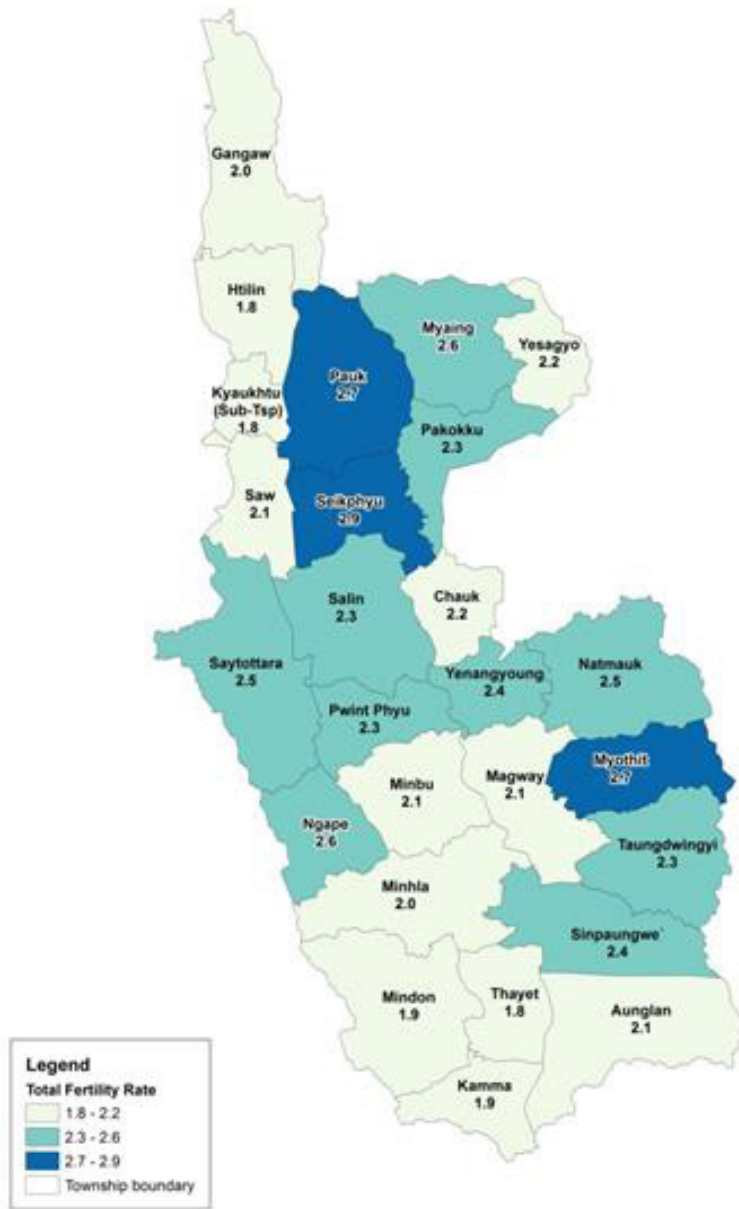 Gangaw
2.0
Htilin
1.8
Myaing
2.6
Yesagyo
2.2
Pauk
2.7
Kyaukhtu
(Sub-Tsp)
1.8
Pakokku
2.3
Saw
2.1
Seikphyu
2.9
Chauk
2.2
Salin
2.3
Saytottara
2.5
Yenangyoung
2.4
Natmauk
2.5
Pwint Phyu
2.3
Myothit
2.7
Minbu
2.1
Magway
2.1
Ngape
2.6
Taungdwingyi
2.3
Minhla
2.0
Sinpaungwe`
2.4
Mindon
1.9
Thayet
1.8
Aunglan
2.1
Kamma
1.9
Legend
Total Fertility Rate
1.8 - 2.2
2.3 - 2.6
2.7 - 2.9
Township boundary